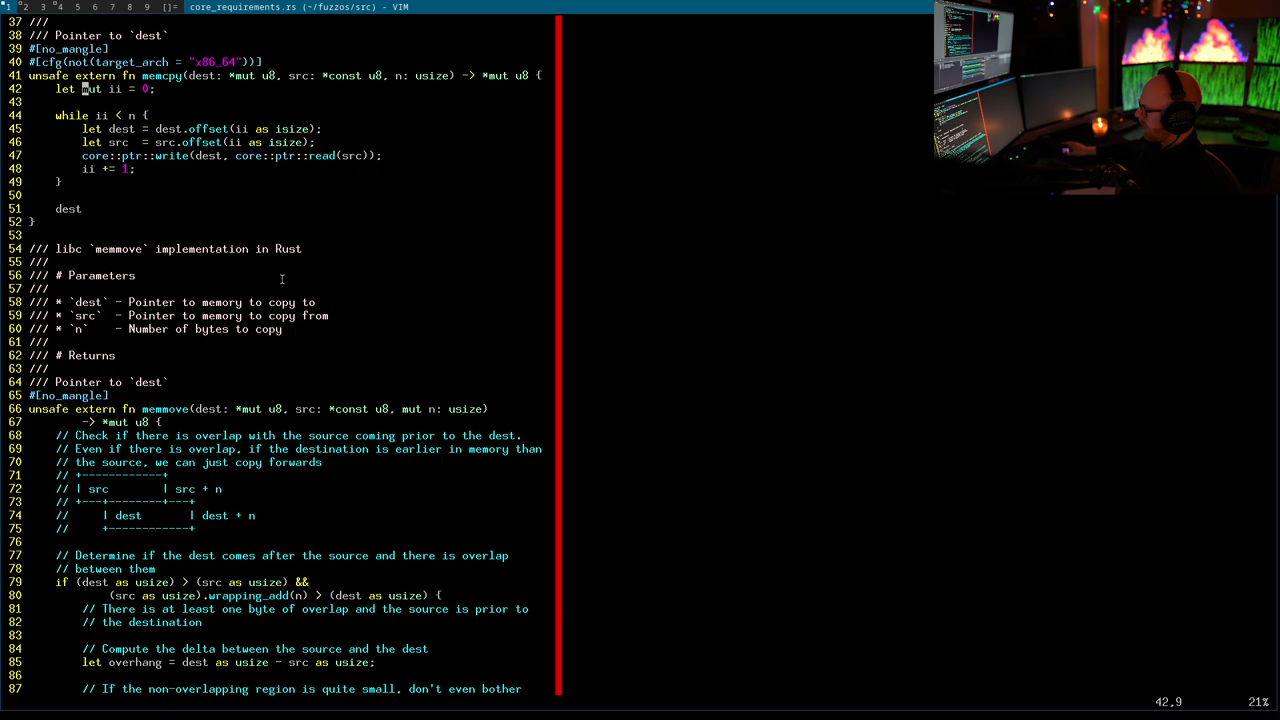 1 2 3 4 5 6 7 8 9 []= core_requirements.rs (~/fuzzos/src) - VIM
37 ///
38 /// Pointer to `dest`
39 #[no_mangle]
40 #[cfg(not(target_arch = "x86_64"))]
41 unsafe extern fn memcpy(dest: *mut u8, src: *const u8, n: usize) -> *mut u8 {
42     let mut ii = 0;
43
44     while ii < n {
45         let dest = dest.offset(ii as isize);
46         let src  = src.offset(ii as isize);
47         core::ptr::write(dest, core::ptr::read(src));
48         ii += 1;
49     }
50
51     dest
52 }
53
54 /// libc `memmove` implementation in Rust
55 ///
56 /// # Parameters
57 ///
58 /// * `dest` - Pointer to memory to copy to
59 /// * `src`  - Pointer to memory to copy from
60 /// * `n`    - Number of bytes to copy
61 ///
62 /// # Returns
63 ///
64 /// Pointer to `dest`
65 #[no_mangle]
66 unsafe extern fn memmove(dest: *mut u8, src: *const u8, mut n: usize)
67         -> *mut u8 {
68     // Check if there is overlap with the source coming prior to the dest.
69     // Even if there is overlap, if the destination is earlier in memory than
70     // the source, we can just copy forwards
71     // +------------+
72     // | src        | src + n
73     // +---+--------+---+
74     //     | dest       | dest + n
75     //     +------------+
76
77     // Determine if the dest comes after the source and there is overlap
78     // between them
79     if (dest as usize) > (src as usize) &&
80             (src as usize).wrapping_add(n) > (dest as usize) {
81         // There is at least one byte of overlap and the source is prior to
82         // the destination
83
84         // Compute the delta between the source and the dest
85         let overhang = dest as usize - src as usize;
86
87         // If the non-overlapping region is quite small, don't even bother
42,9 21%